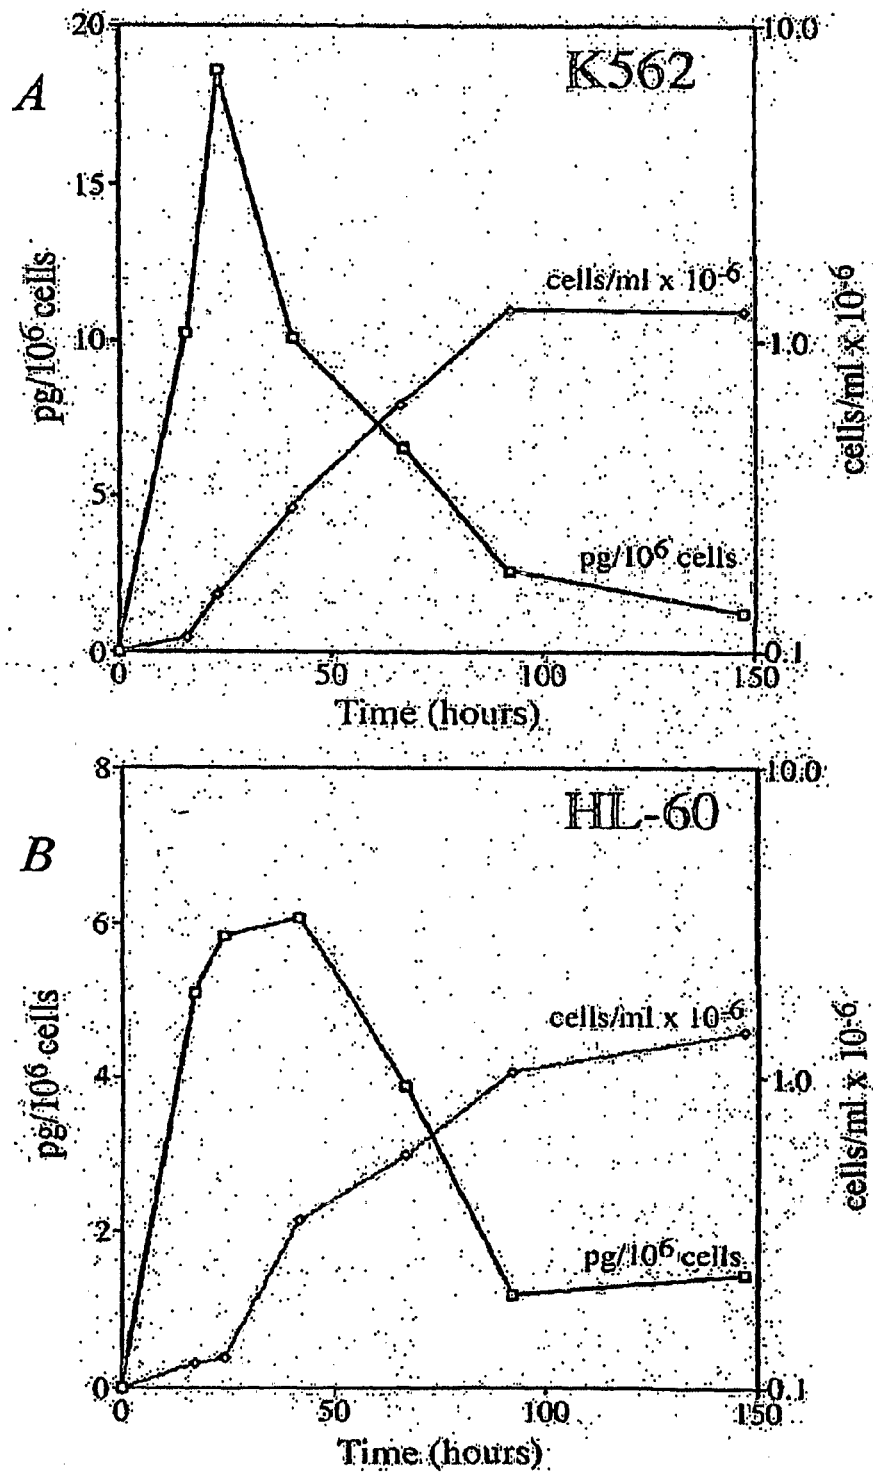 A
K562
20
15
10
5
0
pg/10⁶ cells
10.0
1.0
0.1
cells/ml x 10⁻⁶
cells/ml x 10⁻⁶
pg/10⁶ cells
0 50 100 150
Time (hours)
B
HL-60
8
6
4
2
0
pg/10⁶ cells
10.0
1.0
0.1
cells/ml x 10⁻⁶
cells/ml x 10⁻⁶
pg/10⁶ cells
0 50 100 150
Time (hours)